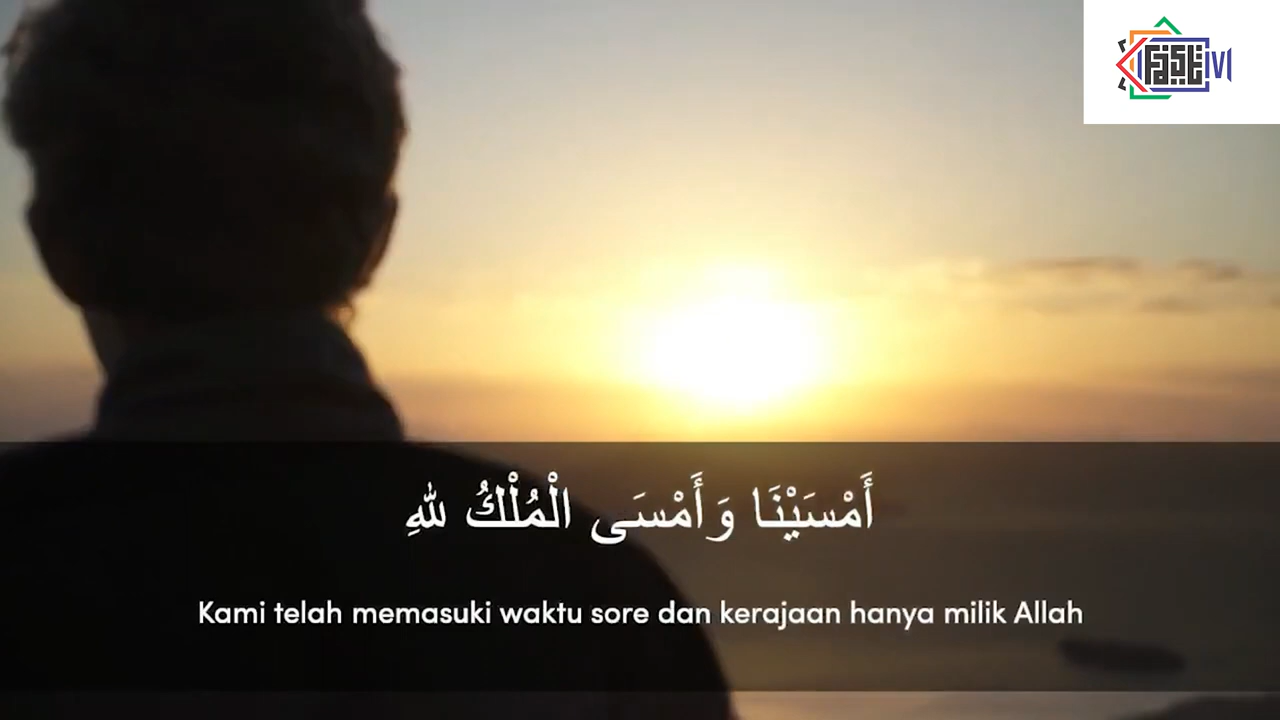 أَمْسَيْنَا وَأَمْسَى الْمُلْكُ لِلَّهِ
Kami telah memasuki waktu sore dan kerajaan hanya milik Allah